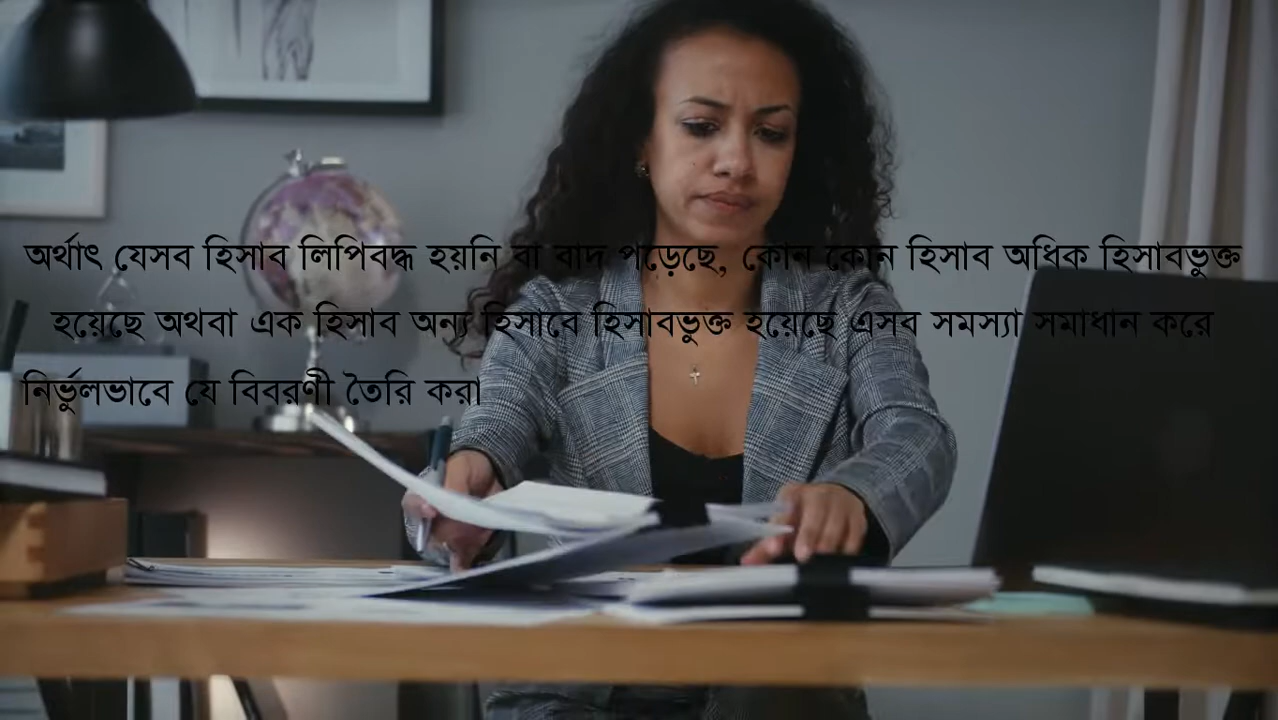 অর্থাৎ যেসব হিসাব লিপিবদ্ধ হয়নি বা বাদ পড়েছে, কোন কোন হিসাব অধিক হিসাবভুক্ত
হয়েছে অথবা এক হিসাব অন্য হিসাবে হিসাবভুক্ত হয়েছে এসব সমস্যা সমাধান করে
নির্ভুলভাবে যে বিবরণী তৈরি করা